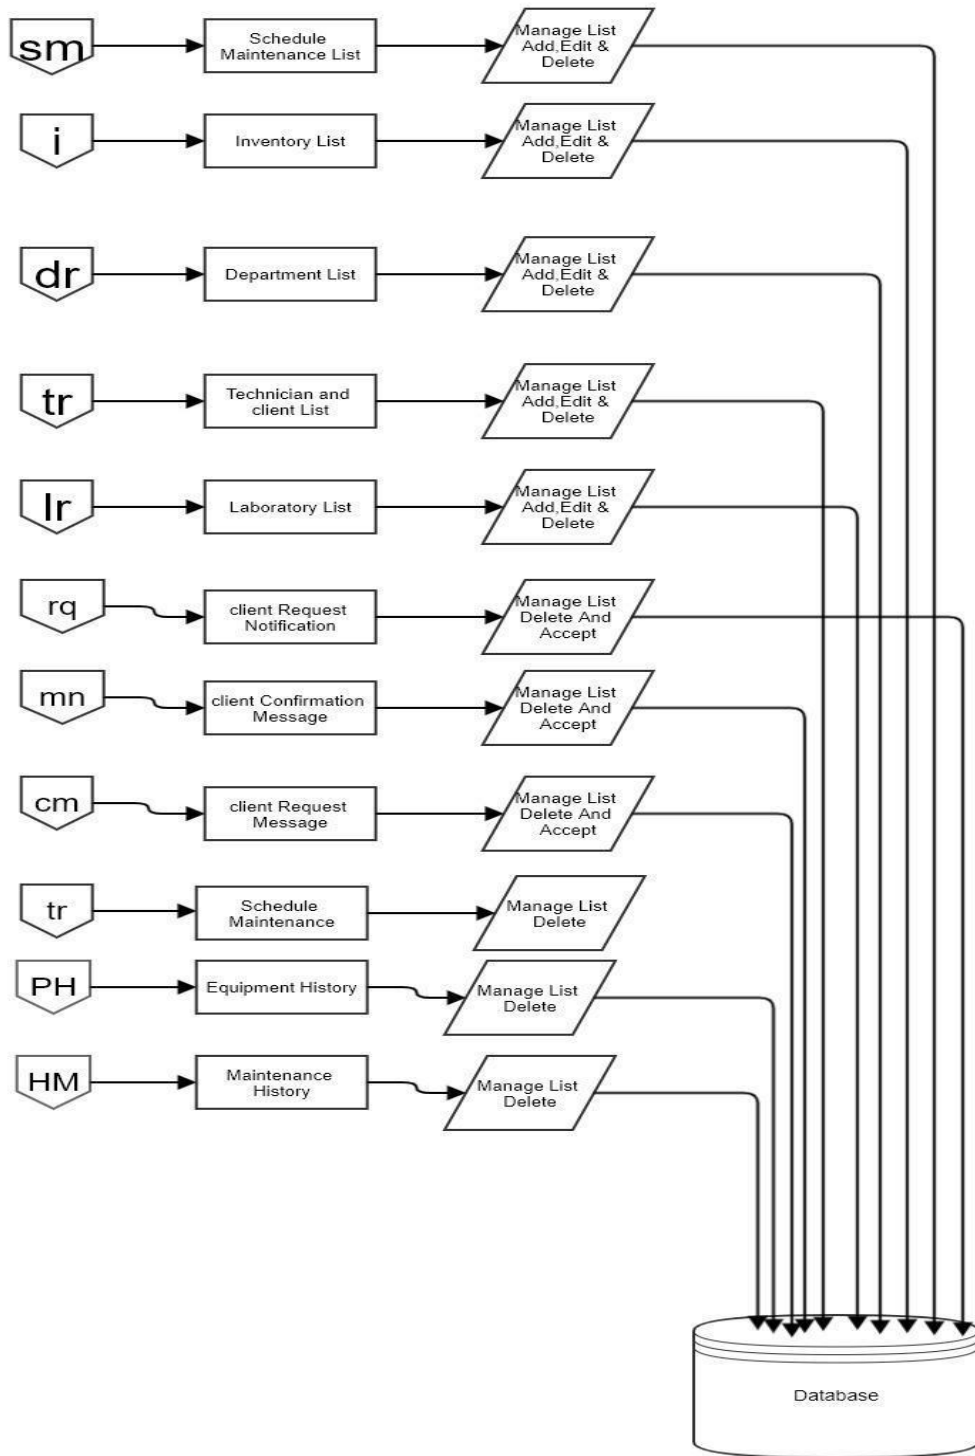 sm
Schedule
Maintenance List
Manage List
Add,Edit &
Delete
i
Inventory List
Manage List
Add,Edit &
Delete
dr
Department List
Manage List
Add,Edit &
Delete
tr
Technician and
client List
Manage List
Add,Edit &
Delete
lr
Laboratory List
Manage List
Add,Edit &
Delete
rq
client Request
Notification
Manage List
Delete And
Accept
mn
client Confirmation
Message
Manage List
Delete And
Accept
cm
client Request
Message
Manage List
Delete And
Accept
tr
Schedule
Maintenance
Manage List
Delete
PH
Equipment History
Manage List
Delete
HM
Maintenance
History
Manage List
Delete
Database